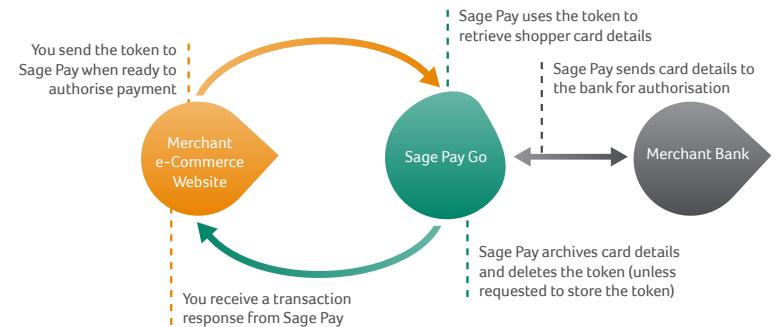 Sage Pay uses the token to
retrieve shopper card details
You send the token to
Sage Pay when ready to
authorise payment
Sage Pay sends card details to
the bank for authorisation
Merchant
e-Commerce
Website
Sage Pay Go
Merchant Bank
Sage Pay archives card details
and deletes the token (unless
requested to store the token)
You receive a transaction
response from Sage Pay